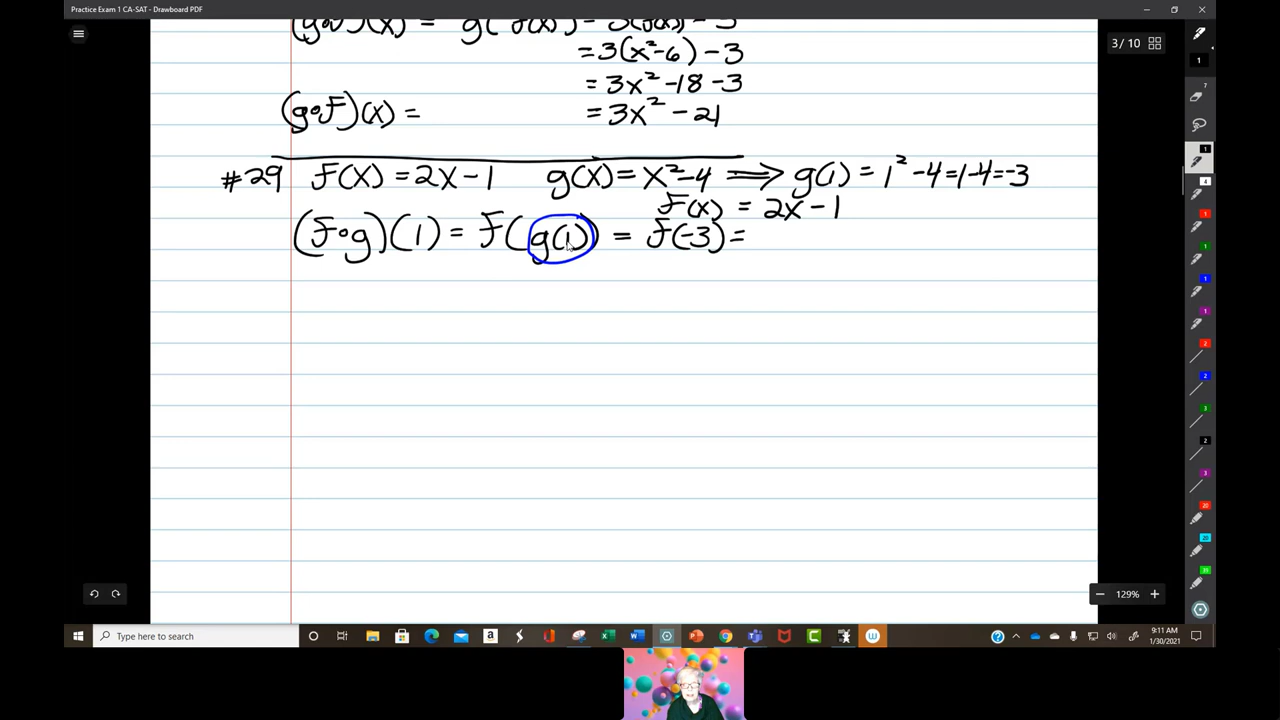 Practice Exam 1 CA-SAT - Drawboard PDF
3 / 10
(g∘f)(x) = g(f(x)) = 3(f(x)) - 3
= 3(x²-6) - 3
= 3x² - 18 - 3
(g∘f)(x) = = 3x² - 21
#29 f(x) = 2x - 1 g(x) = x² - 4 ⟹ g(1) = 1² - 4 = 1-4 = -3
f(x) = 2x - 1
(f∘g)(1) = f(g(1)) = f(-3) =
129%
Type here to search
9:11 AM
1/30/2021